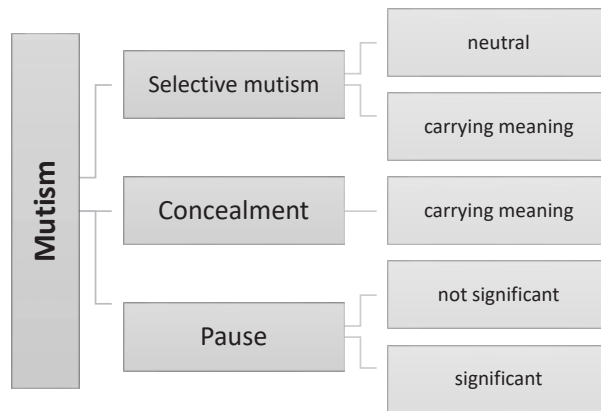 Mutism
Selective mutism
neutral
carrying meaning
Concealment
carrying meaning
Pause
not significant
significant